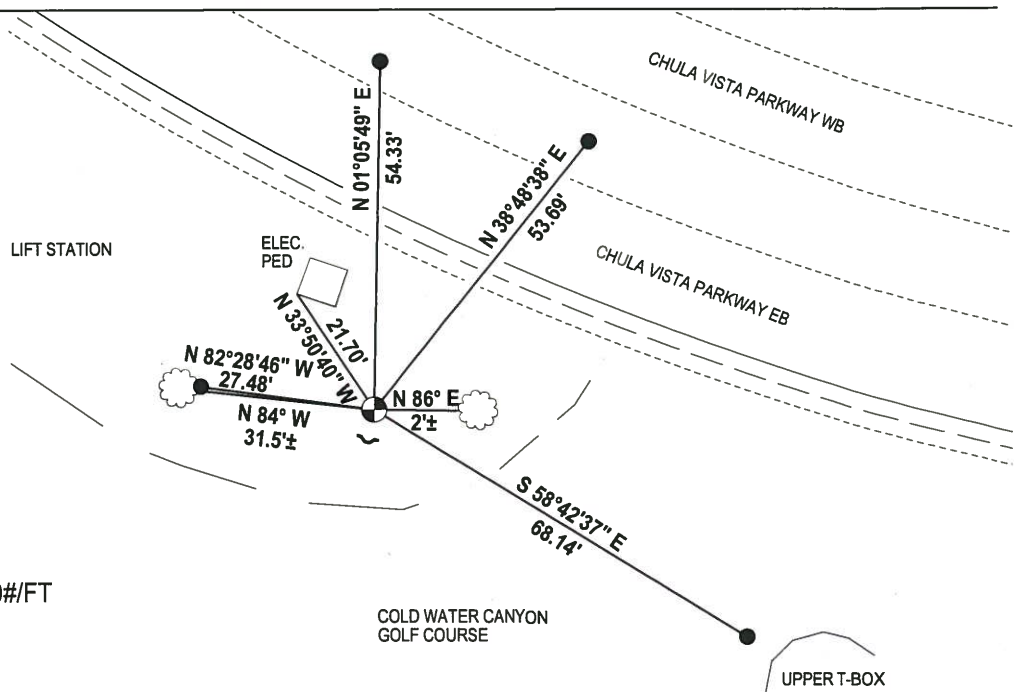 CHULA VISTA PARKWAY WB
N 01°05'49" E
54.33'
N 38°48'38" E
53.69'
LIFT STATION
ELEC.
PED
CHULA VISTA PARKWAY EB
N 33°50'40" W
21.70'
N 82°28'46" W
27.48'
N 84° W
31.5'±
N 86° E
2'±
S 58°42'37" E
68.14'
#/FT
COLD WATER CANYON
GOLF COURSE
UPPER T-BOX